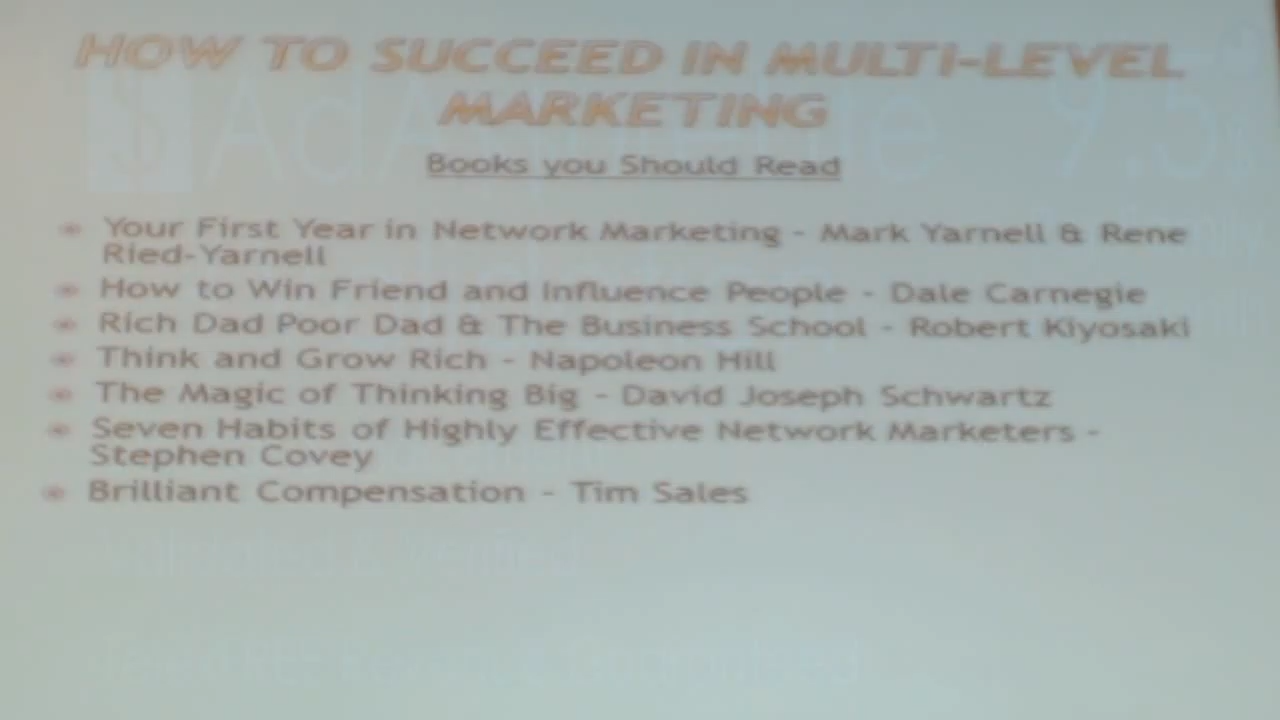 HOW TO SUCCEED IN MULTI-LEVEL
MARKETING
Books you Should Read
Your First Year in Network Marketing - Mark Yarnell & Rene
Ried-Yarnell
How to Win Friend and Influence People - Dale Carnegie
Rich Dad Poor Dad & The Business School - Robert Kiyosaki
Think and Grow Rich - Napoleon Hill
The Magic of Thinking Big - David Joseph Schwartz
Seven Habits of Highly Effective Network Marketers -
Stephen Covey
Brilliant Compensation - Tim Sales